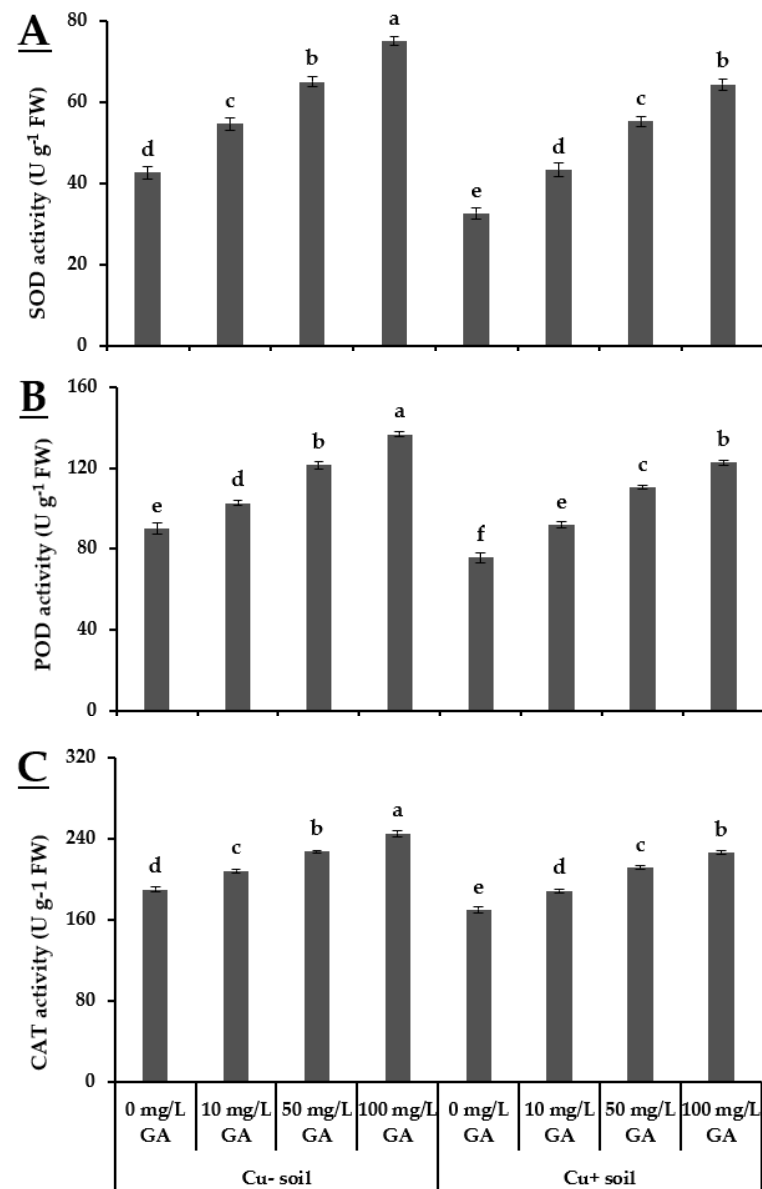 A
SOD activity (U g⁻¹ FW)
80
60
40
20
0
d
c
b
a
e
d
c
b
B
POD activity (U g⁻¹ FW)
160
120
80
40
0
e
d
b
a
f
e
c
b
C
CAT activity (U g-1 FW)
320
240
160
80
0
d
c
b
a
e
d
c
b
0 mg/L 10 mg/L 50 mg/L 100 mg/L 0 mg/L 10 mg/L 50 mg/L 100 mg/L
GA GA GA GA GA GA GA GA
Cu- soil Cu+ soil